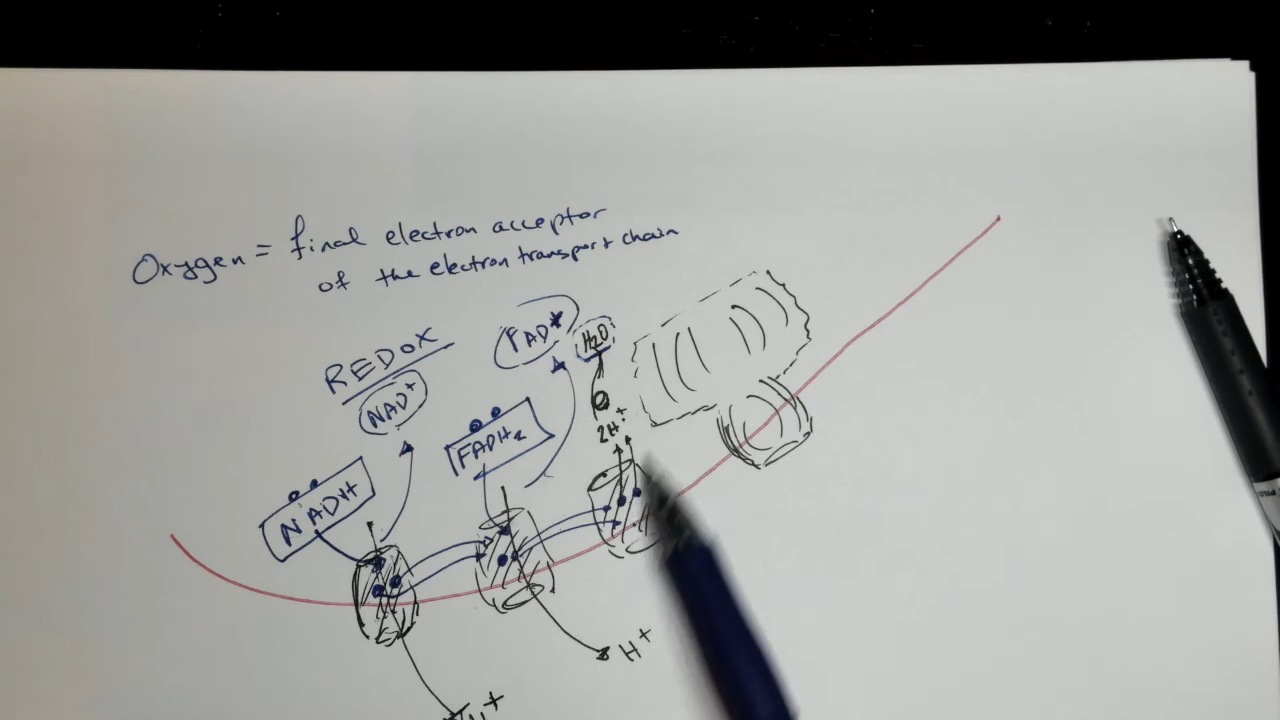 Oxygen = final electron acceptor
of the electron transport chain
REDOX
FAD+
H2O
NAD+
2H+
FADH2
NADH
H+
H+